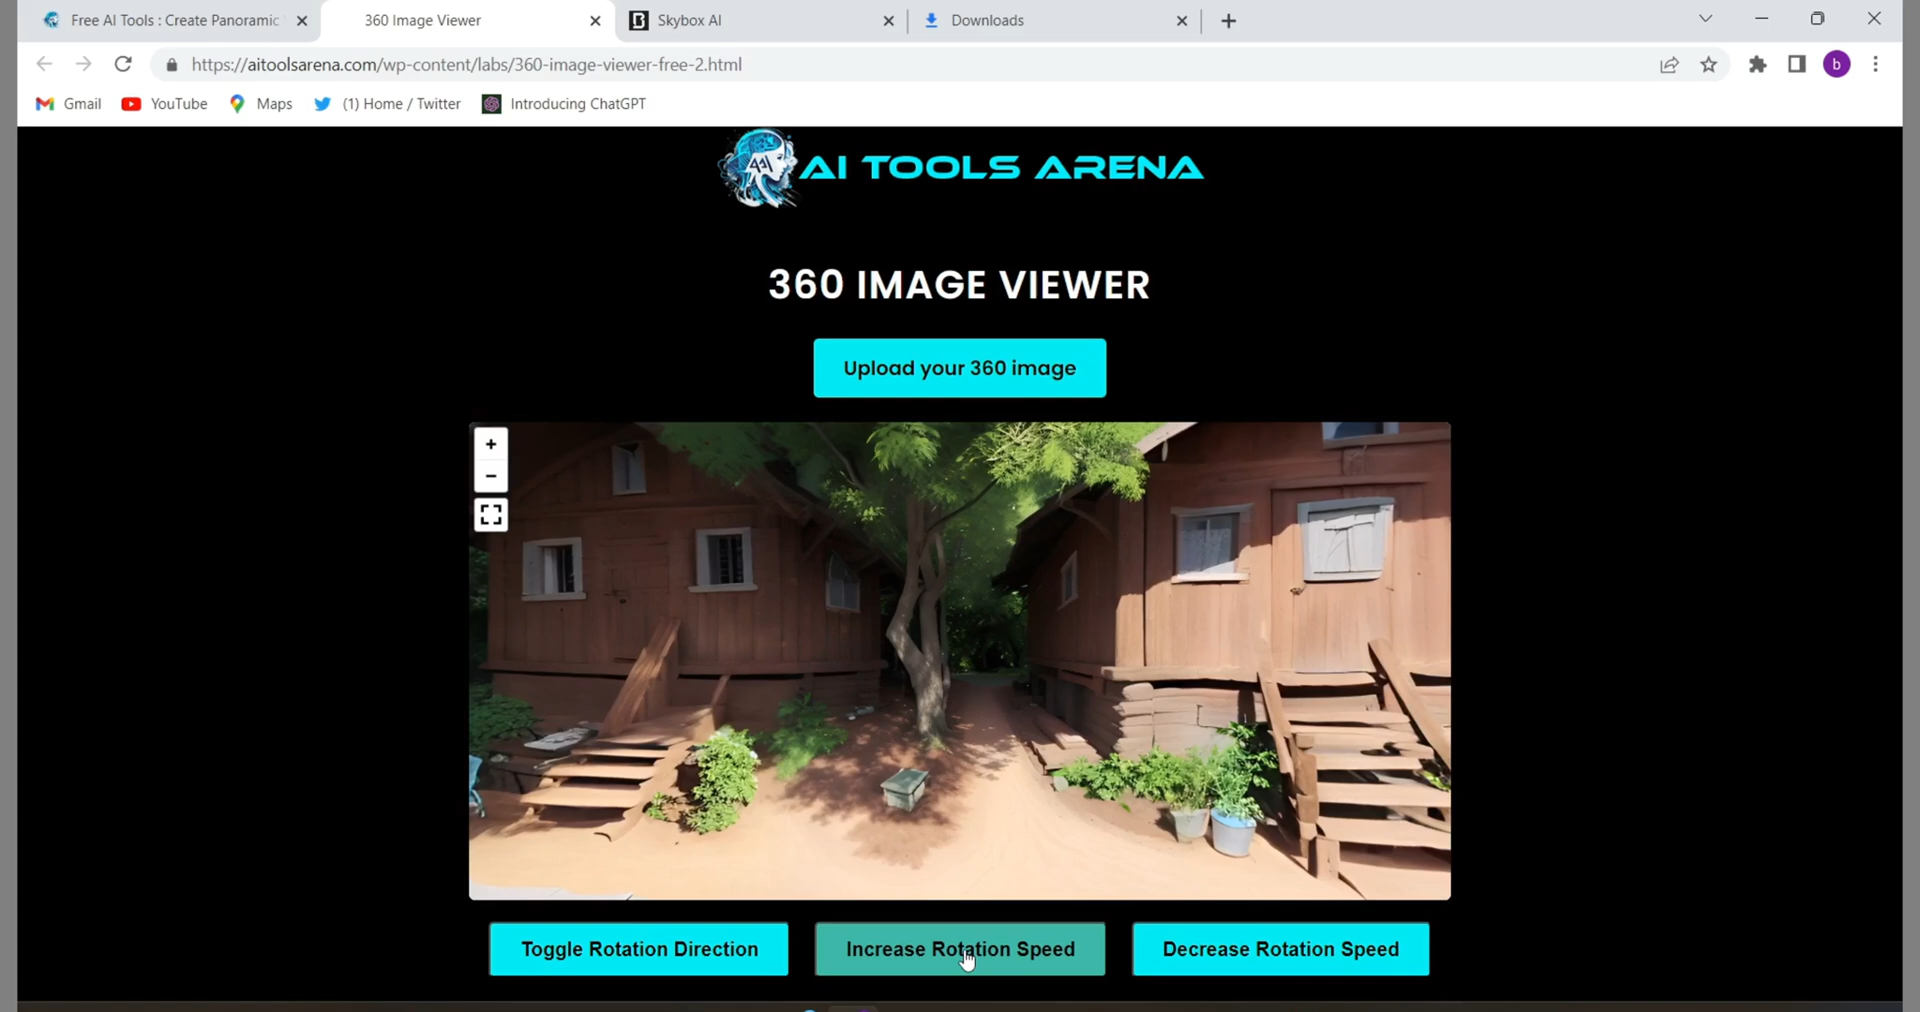 Free AI Tools : Create Panoramic
360 Image Viewer
Skybox AI
Downloads
https://aitoolsarena.com/wp-content/labs/360-image-viewer-free-2.html
b
Gmail
YouTube
Maps
(1) Home / Twitter
Introducing ChatGPT
AI TOOLS ARENA
360 IMAGE VIEWER
Upload your 360 image
+
−
Toggle Rotation Direction
Increase Rotation Speed
Decrease Rotation Speed